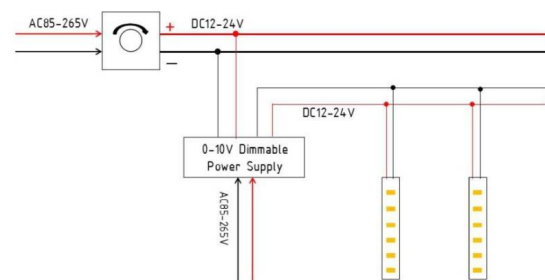 AC85-265V
+
DC12-24V
−
DC12-24V
0-10V Dimmable
Power Supply
AC85-265V